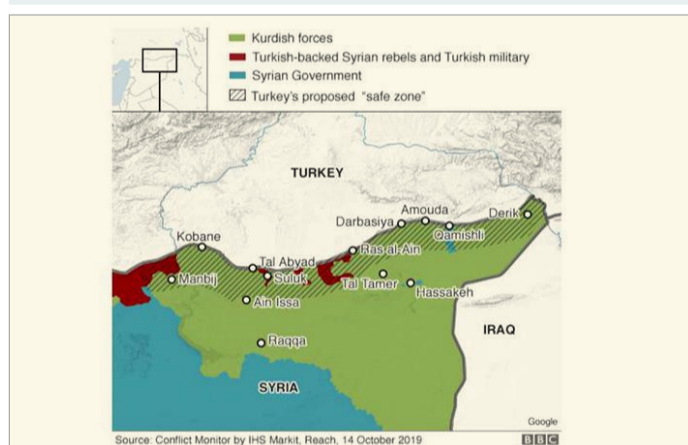 Kurdish forces
Turkish-backed Syrian rebels and Turkish military
Syrian Government
Turkey's proposed "safe zone"
TURKEY
Derik
Amouda
Darbasiya
Qamishli
Kobane
Ras al-Ain
Tal Abyad
Manbij
Suluk
Tal Tamer
Hassakeh
Ain Issa
IRAQ
Raqqa
SYRIA
Google
Source: Conflict Monitor by IHS Markit, Reach, 14 October 2019
BBC